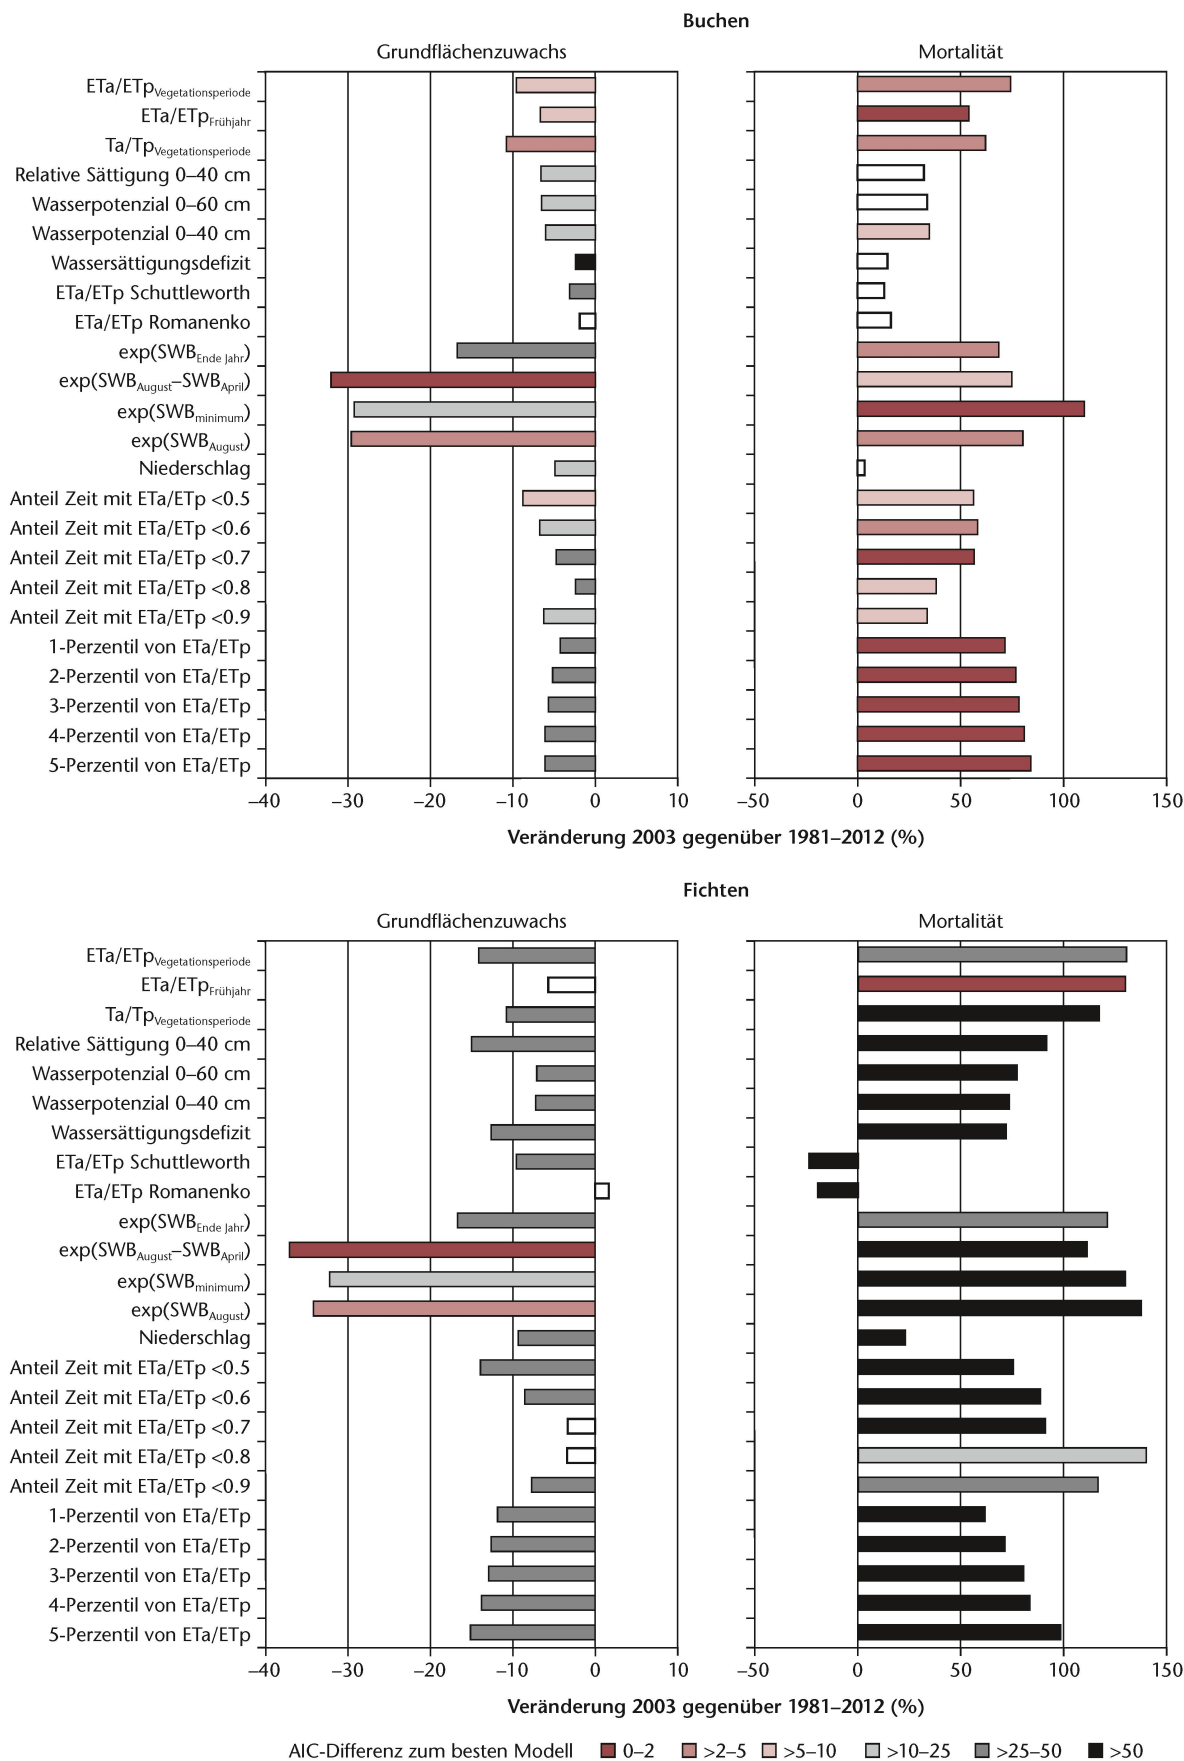 Buchen
Grundflächenzuwachs Mortalität
ETa/ETpVegetationsperiode
ETa/ETpFrühjahr
Ta/TpVegetationsperiode
Relative Sättigung 0–40 cm
Wasserpotenzial 0–60 cm
Wasserpotenzial 0–40 cm
Wassersättigungsdefizit
ETa/ETp Schuttleworth
ETa/ETp Romanenko
exp(SWBEnde Jahr)
exp(SWBAugust–SWBApril)
exp(SWBminimum)
exp(SWBAugust)
Niederschlag
Anteil Zeit mit ETa/ETp <0.5
Anteil Zeit mit ETa/ETp <0.6
Anteil Zeit mit ETa/ETp <0.7
Anteil Zeit mit ETa/ETp <0.8
Anteil Zeit mit ETa/ETp <0.9
1-Perzentil von ETa/ETp
2-Perzentil von ETa/ETp
3-Perzentil von ETa/ETp
4-Perzentil von ETa/ETp
5-Perzentil von ETa/ETp
–40 –30 –20 –10 0 10 –50 0 50 100 150
Veränderung 2003 gegenüber 1981–2012 (%)
Fichten
Grundflächenzuwachs Mortalität
ETa/ETpVegetationsperiode
ETa/ETpFrühjahr
Ta/TpVegetationsperiode
Relative Sättigung 0–40 cm
Wasserpotenzial 0–60 cm
Wasserpotenzial 0–40 cm
Wassersättigungsdefizit
ETa/ETp Schuttleworth
ETa/ETp Romanenko
exp(SWBEnde Jahr)
exp(SWBAugust–SWBApril)
exp(SWBminimum)
exp(SWBAugust)
Niederschlag
Anteil Zeit mit ETa/ETp <0.5
Anteil Zeit mit ETa/ETp <0.6
Anteil Zeit mit ETa/ETp <0.7
Anteil Zeit mit ETa/ETp <0.8
Anteil Zeit mit ETa/ETp <0.9
1-Perzentil von ETa/ETp
2-Perzentil von ETa/ETp
3-Perzentil von ETa/ETp
4-Perzentil von ETa/ETp
5-Perzentil von ETa/ETp
–40 –30 –20 –10 0 10 –50 0 50 100 150
Veränderung 2003 gegenüber 1981–2012 (%)
AIC-Differenz zum besten Modell 0–2 >2–5 >5–10 >10–25 >25–50 >50